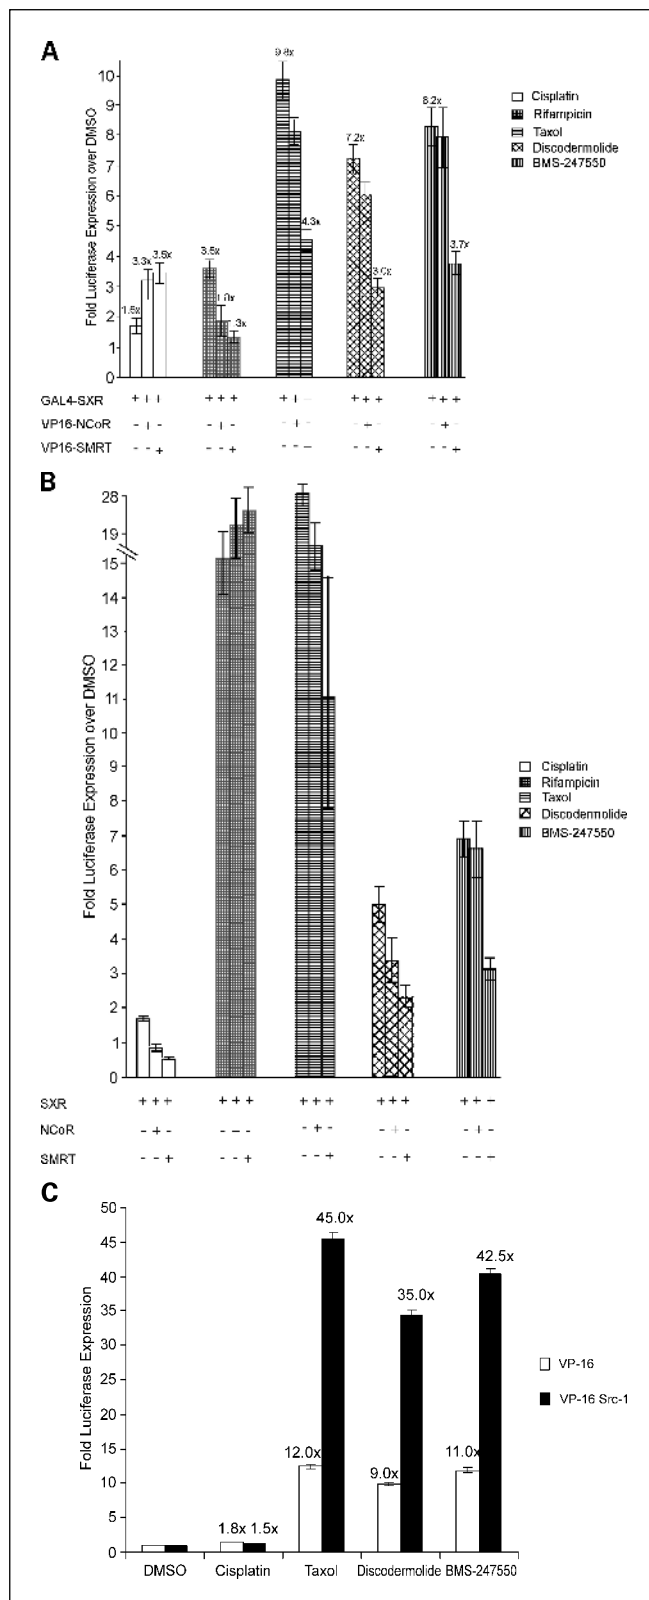 A
Fold Luciferase Expression over DMSO
10
9
8
7
6
5
4
3
2
1
0
1.5x
3.3x
3.5x
3.5x
9.8x
4.3x
7.2x
8.2x
3.7x
Cisplatin
Rifampicin
Taxol
Discodermolide
BMS-247550
GAL4-SXR
VP16-NCoR
VP16-SMRT
B
Fold Luciferase Expression over DMSO
28
19
15
14
13
12
11
10
9
8
7
6
5
4
3
2
1
0
Cisplatin
Rifampicin
Taxol
Discodermolide
BMS-247550
SXR
NCoR
SMRT
C
Fold Luciferase Expression
50
45
40
35
30
25
20
15
10
5
0
1.8x 1.5x
12.0x
45.0x
9.0x
35.0x
11.0x
42.5x
VP-16
VP-16 Src-1
DMSO Cisplatin Taxol Discodermolide BMS-247550